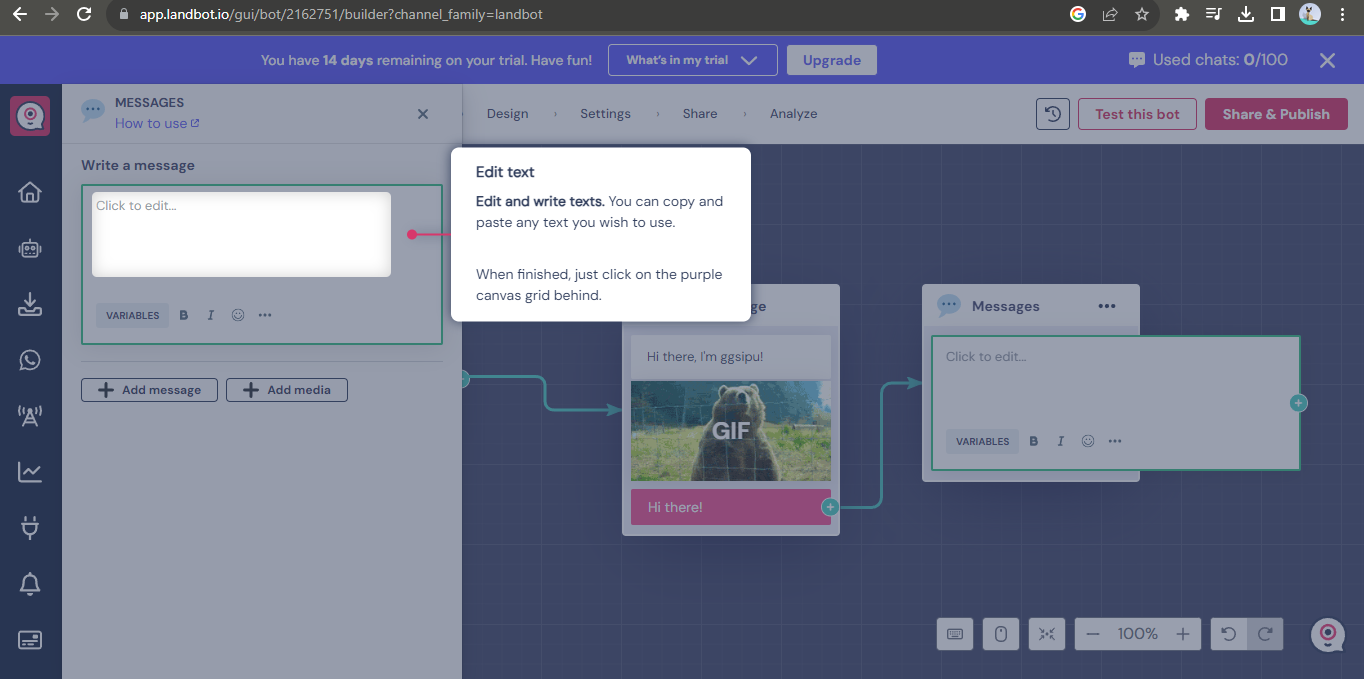 app.landbot.io/gui/bot/2162751/builder?channel_family=landbot
You have 14 days remaining on your trial. Have fun!
What's in my trial
Upgrade
Used chats: 0/100
MESSAGES
How to use
Design
Settings
Share
Analyze
Test this bot
Share & Publish
Write a message
Click to edit...
VARIABLES
B
I
Add message
Add media
Edit text
Edit and write texts. You can copy and
paste any text you wish to use.
When finished, just click on the purple
canvas grid behind.
ge
Hi there, I'm ggsipu!
GIF
Hi there!
Messages
Click to edit...
VARIABLES
B
I
100%